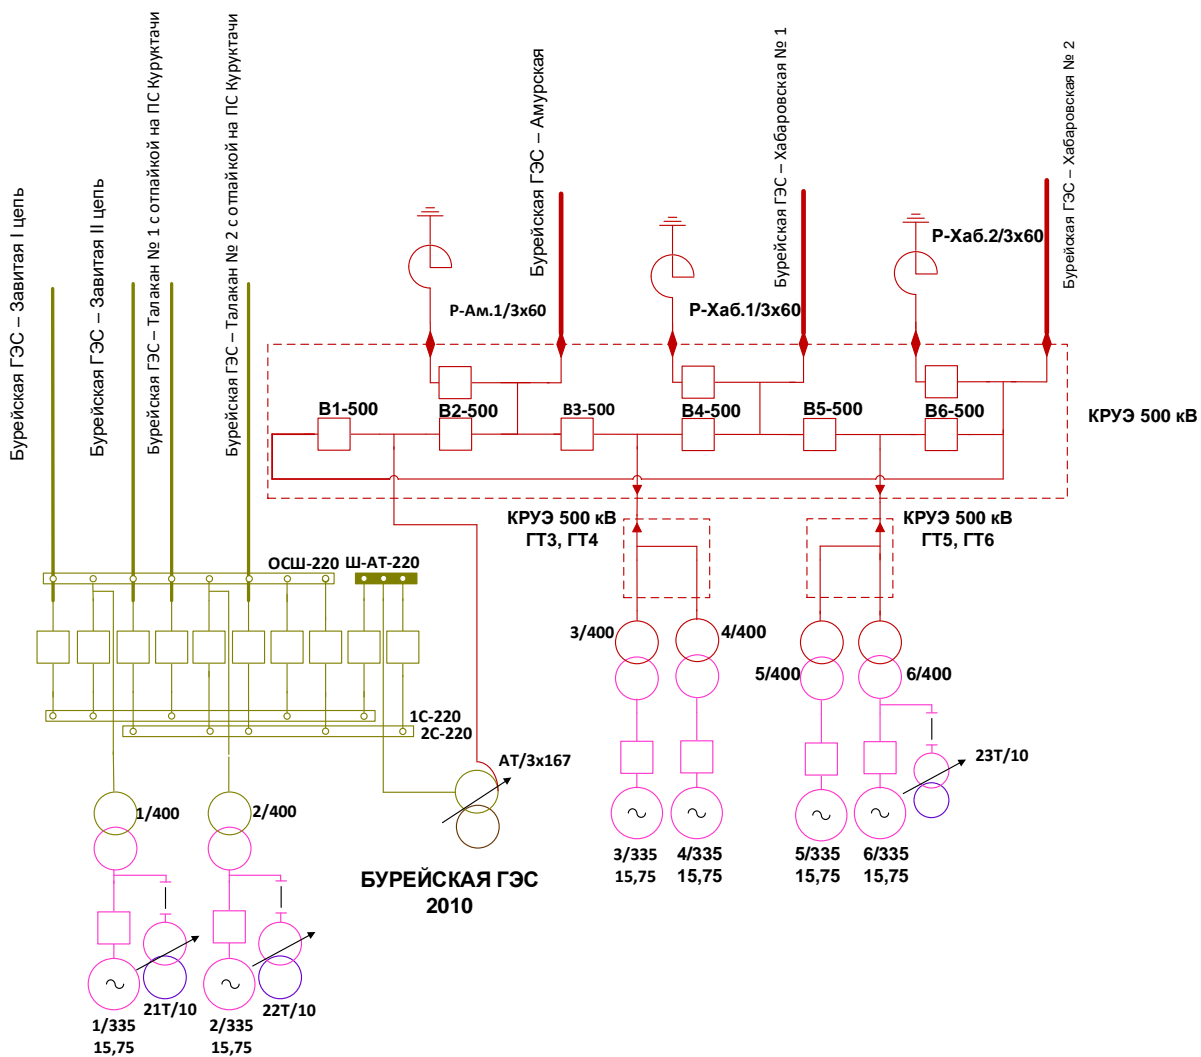 Бурейская ГЭС – Завитая I цепь
Бурейская ГЭС – Завитая II цепь
Бурейская ГЭС – Талакан № 1 с отпайкой на ПС Куруктачи
Бурейская ГЭС – Талакан № 2 с отпайкой на ПС Куруктачи
Бурейская ГЭС – Амурская
Бурейская ГЭС – Хабаровская № 1
Бурейская ГЭС – Хабаровская № 2
Р-Ам.1/3х60
Р-Хаб.1/3х60
Р-Хаб.2/3х60
В1-500
В2-500
В3-500
В4-500
В5-500
В6-500
КРУЭ 500 кВ
КРУЭ 500 кВ
ГТ3, ГТ4
КРУЭ 500 кВ
ГТ5, ГТ6
ОСШ-220
Ш-АТ-220
3/400
4/400
5/400
6/400
1С-220
2С-220
АТ/3х167
23Т/10
1/400
2/400
3/335
15,75
4/335
15,75
5/335
15,75
6/335
15,75
БУРЕЙСКАЯ ГЭС
2010
21Т/10
22Т/10
1/335
15,75
2/335
15,75